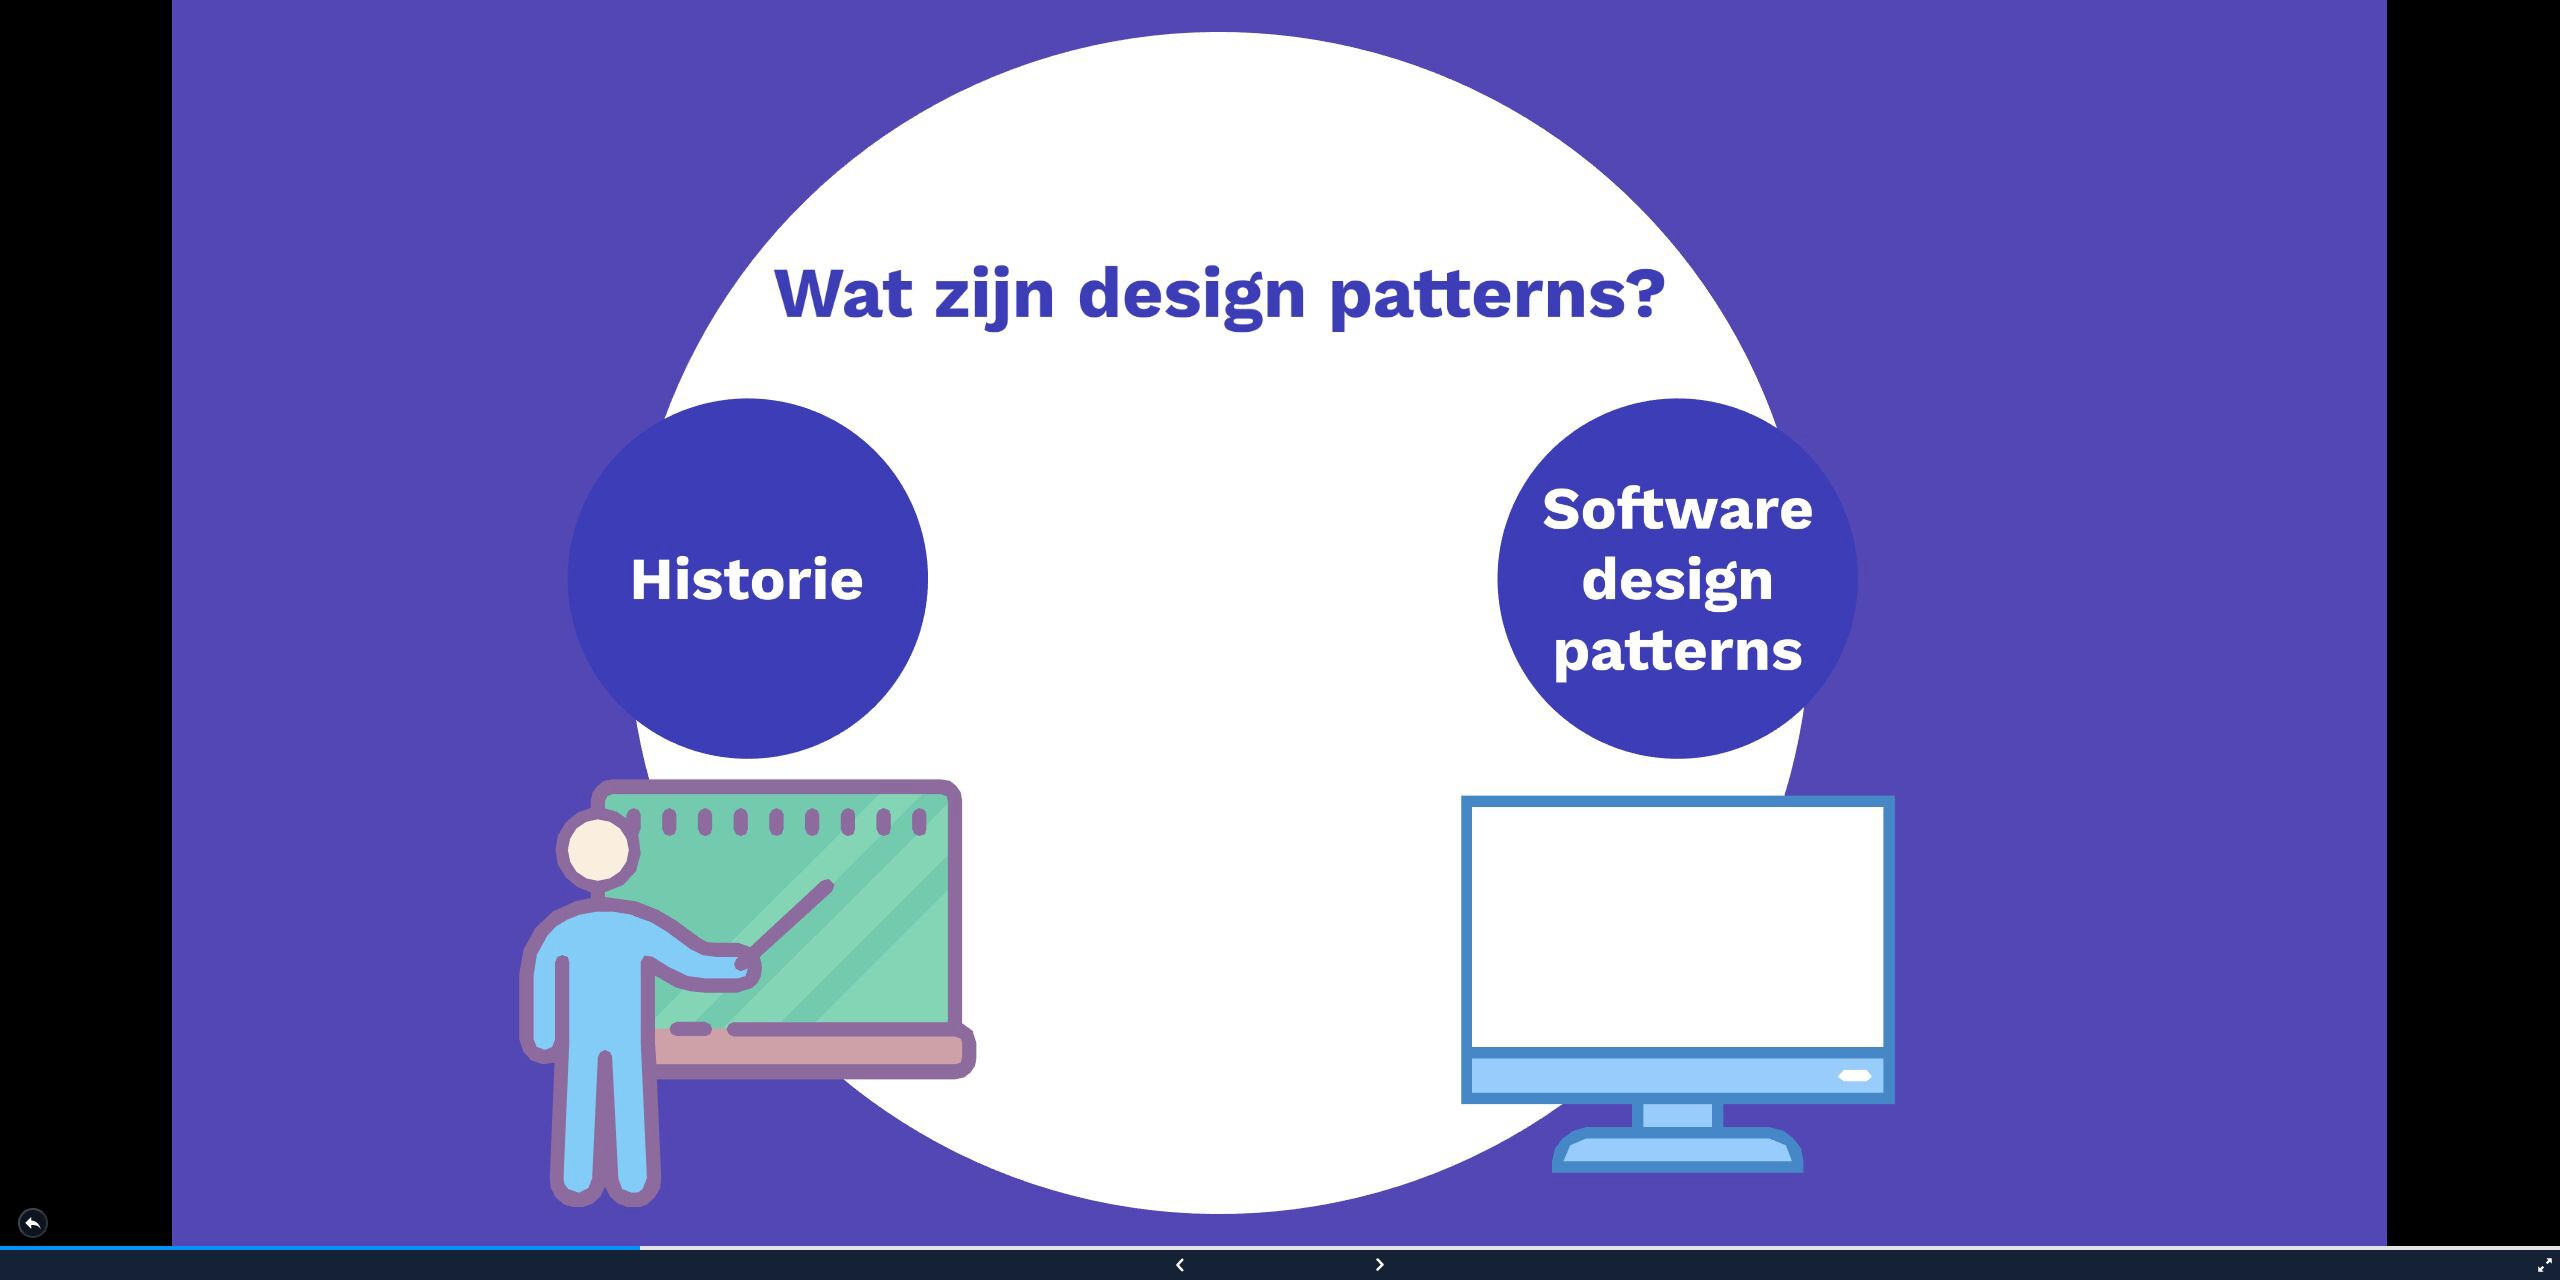 Wat zijn design patterns?
Historie
Software
design
patterns